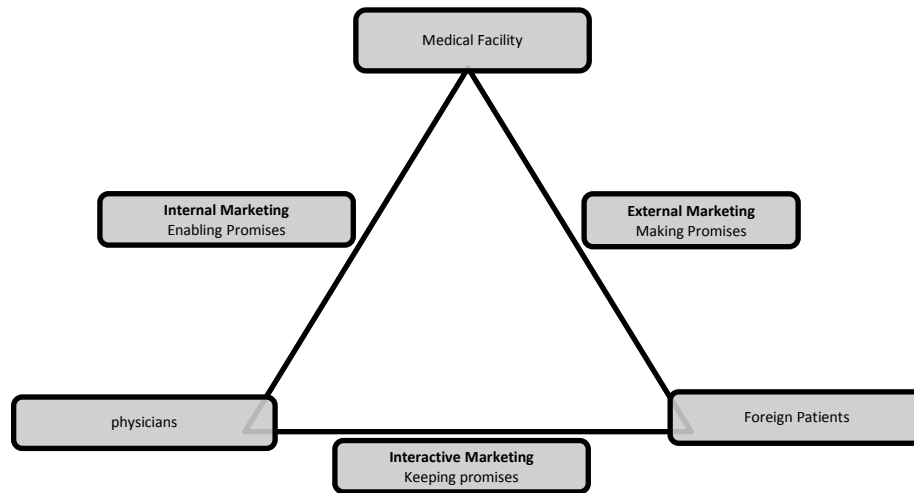 Medical Facility
Internal Marketing
Enabling Promises
External Marketing
Making Promises
physicians
Foreign Patients
Interactive Marketing
Keeping promises